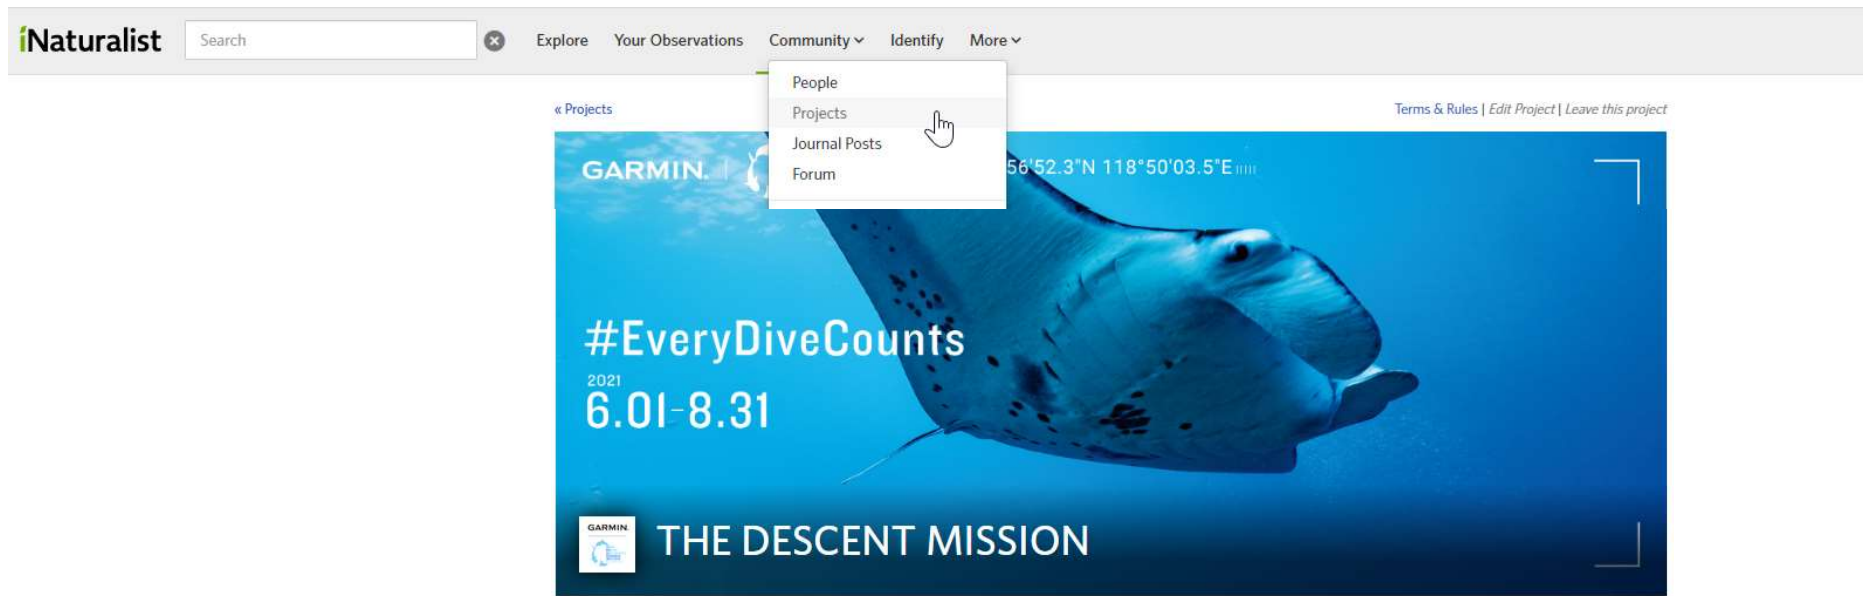 iNaturalist Search Explore Your Observations Community Identify More
People
« Projects Projects Terms & Rules | Edit Project | Leave this project
Journal Posts
GARMIN. 56'52.3"N 118°50'03.5"E
Forum
#EveryDiveCounts
2021
6.01-8.31
GARMIN.
THE DESCENT MISSION